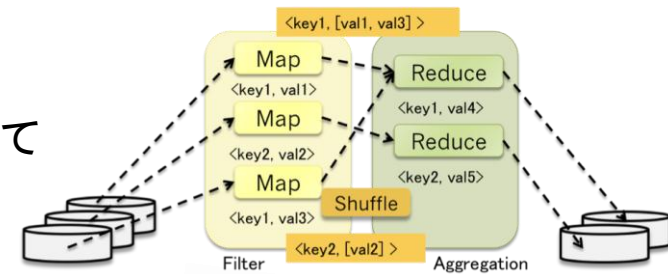 <key1, [val1, val3] >
Map
<key1, val1>
Map
<key2, val2>
Map
<key1, val3>
Reduce
<key1, val4>
Reduce
<key2, val5>
Shuffle
<key2, [val2] >
Filter
Aggregation
て